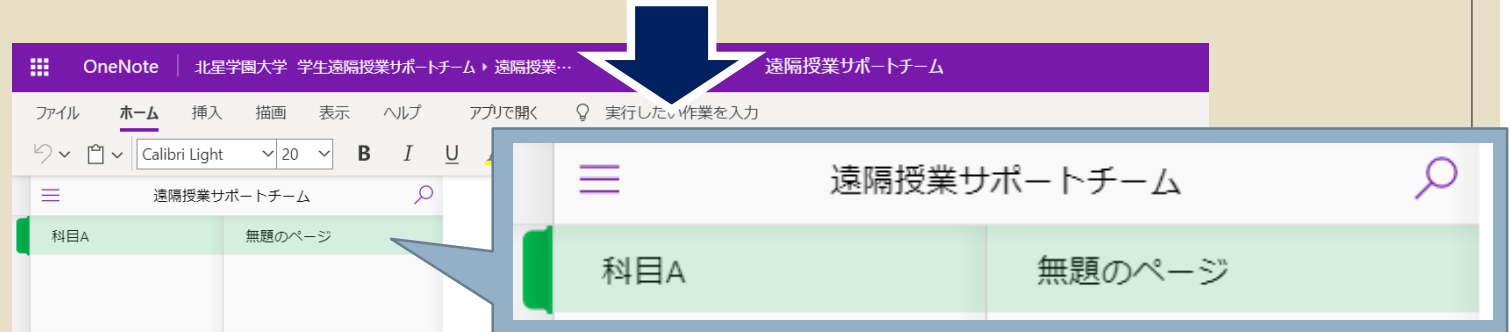 OneNote 北星学園大学 学生遠隔授業サポートチーム ▸ 遠隔授業… 遠隔授業サポートチーム
ファイル ホーム 挿入 描画 表示 ヘルプ アプリで開く 実行したい作業を入力
Calibri Light 20 B I U
遠隔授業サポートチーム
科目A 無題のページ
遠隔授業サポートチーム
科目A 無題のページ